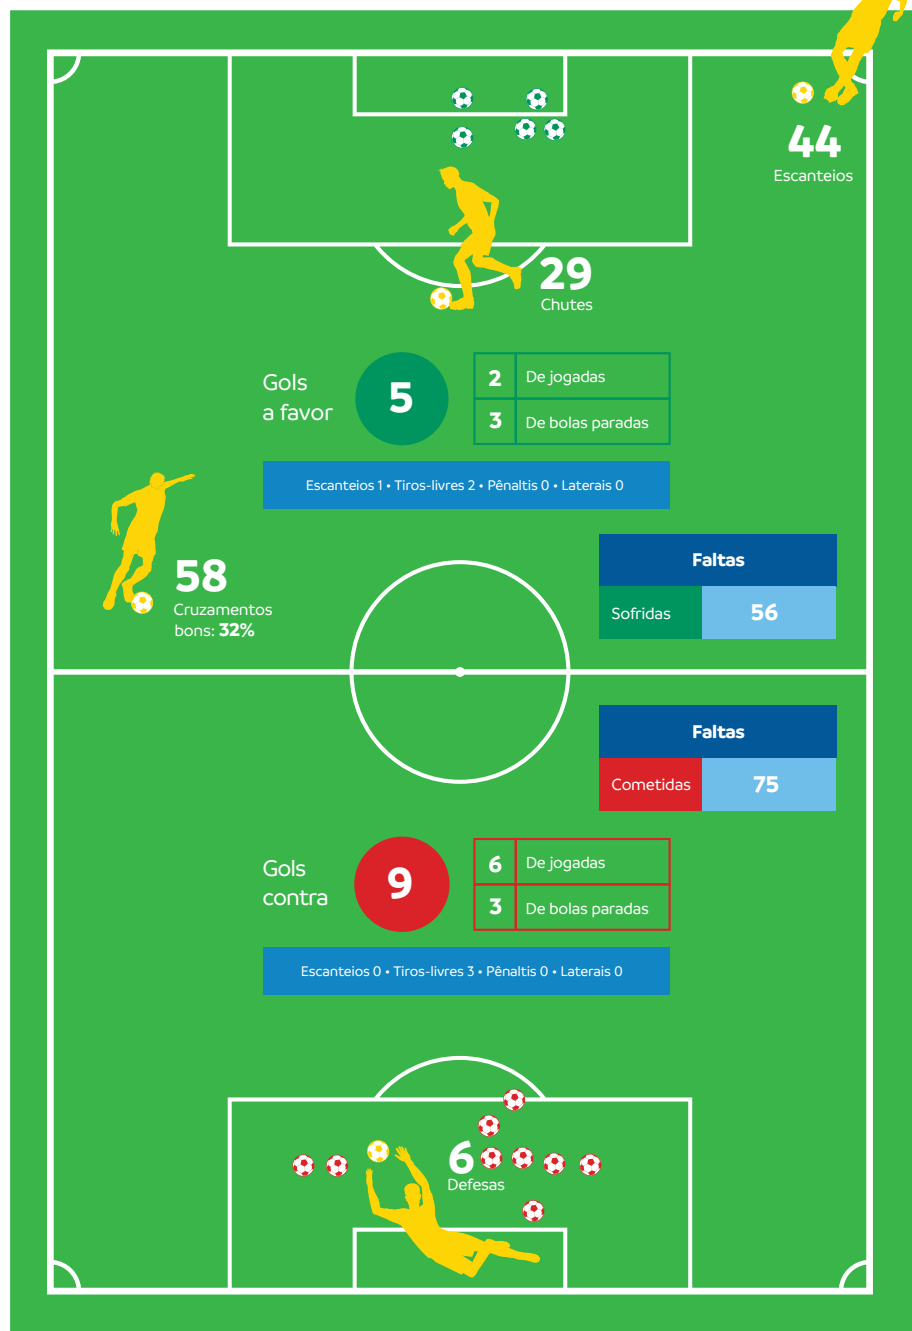 44
Escanteios
29
Chutes
Gols
a favor
5
2 De jogadas
3 De bolas paradas
Escanteios 1 • Tiros-livres 2 • Pênaltis 0 • Laterais 0
58
Cruzamentos
bons: 32%
Faltas
Sofridas 56
Faltas
Cometidas 75
Gols
contra
9
6 De jogadas
3 De bolas paradas
Escanteios 0 • Tiros-livres 3 • Pênaltis 0 • Laterais 0
6
Defesas